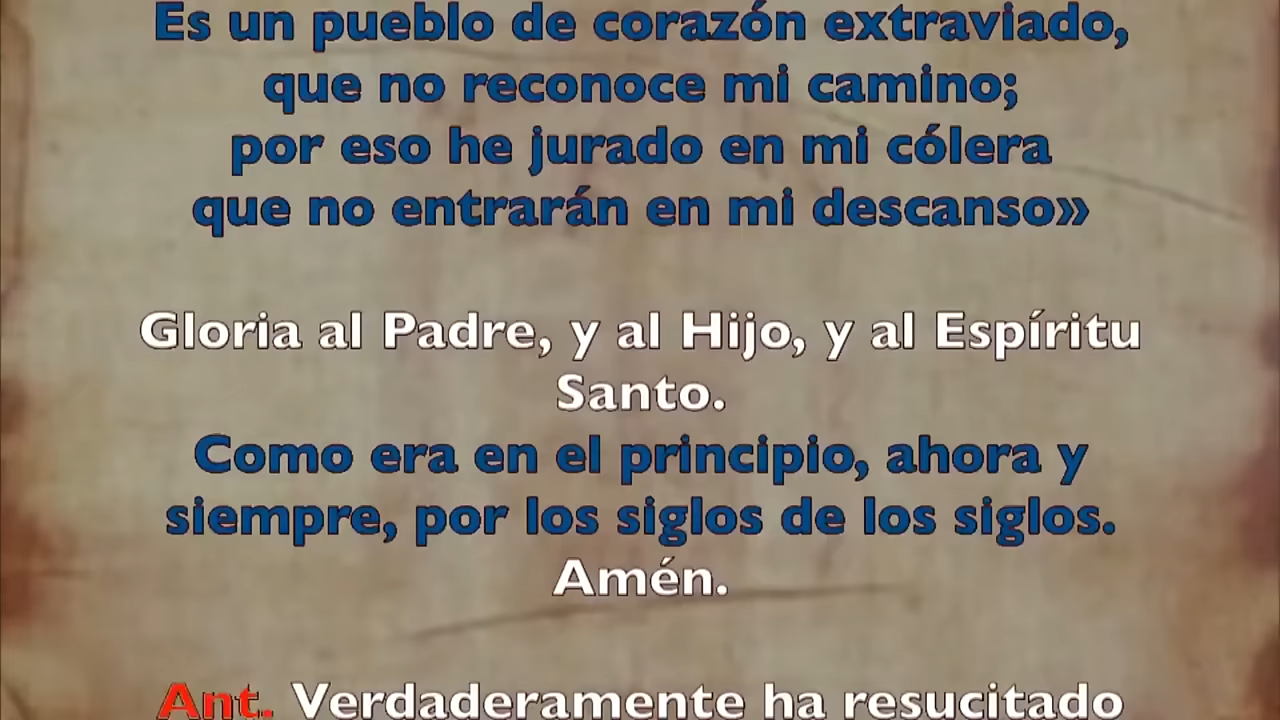 Es un pueblo de corazón extraviado,
que no reconoce mi camino;
por eso he jurado en mi cólera
que no entrarán en mi descanso»
Gloria al Padre, y al Hijo, y al Espíritu
Santo.
Como era en el principio, ahora y
siempre, por los siglos de los siglos.
Amén.
Ant. Verdaderamente ha resucitado